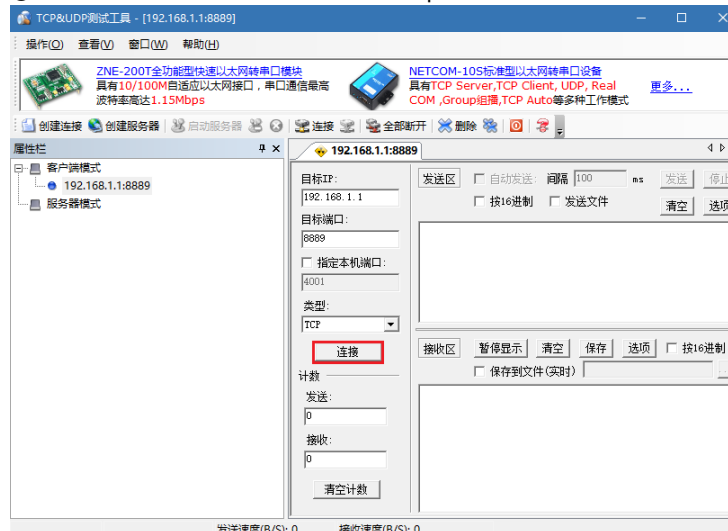 TCP&UDP测试工具 - [192.168.1.1:8889]
操作(O) 查看(V) 窗口(W) 帮助(H)
ZNE-200T全功能型快速以太网转串口模块
具有10/100M自适应以太网接口，串口通信最高
波特率高达1.15Mbps
NETCOM-10S标准型以太网转串口设备
具有TCP Server,TCP Client, UDP, Real
COM ,Group组播,TCP Auto等多种工作模式
更多...
创建连接 创建服务器 启动服务器 连接 全部断开 删除
属性栏
客户端模式
192.168.1.1:8889
服务器模式
192.168.1.1:8889
目标IP:
192.168.1.1
目标端口:
8889
指定本机端口:
4001
类型:
TCP
连接
计数
发送:
0
接收:
0
清空计数
发送区 自动发送: 间隔 100 ms 发送
按16进制 发送文件 清空
接收区 暂停显示 清空 保存 选项 按16进制
保存到文件(实时)
发送速度(B/S): 0 接收速度(B/S): 0